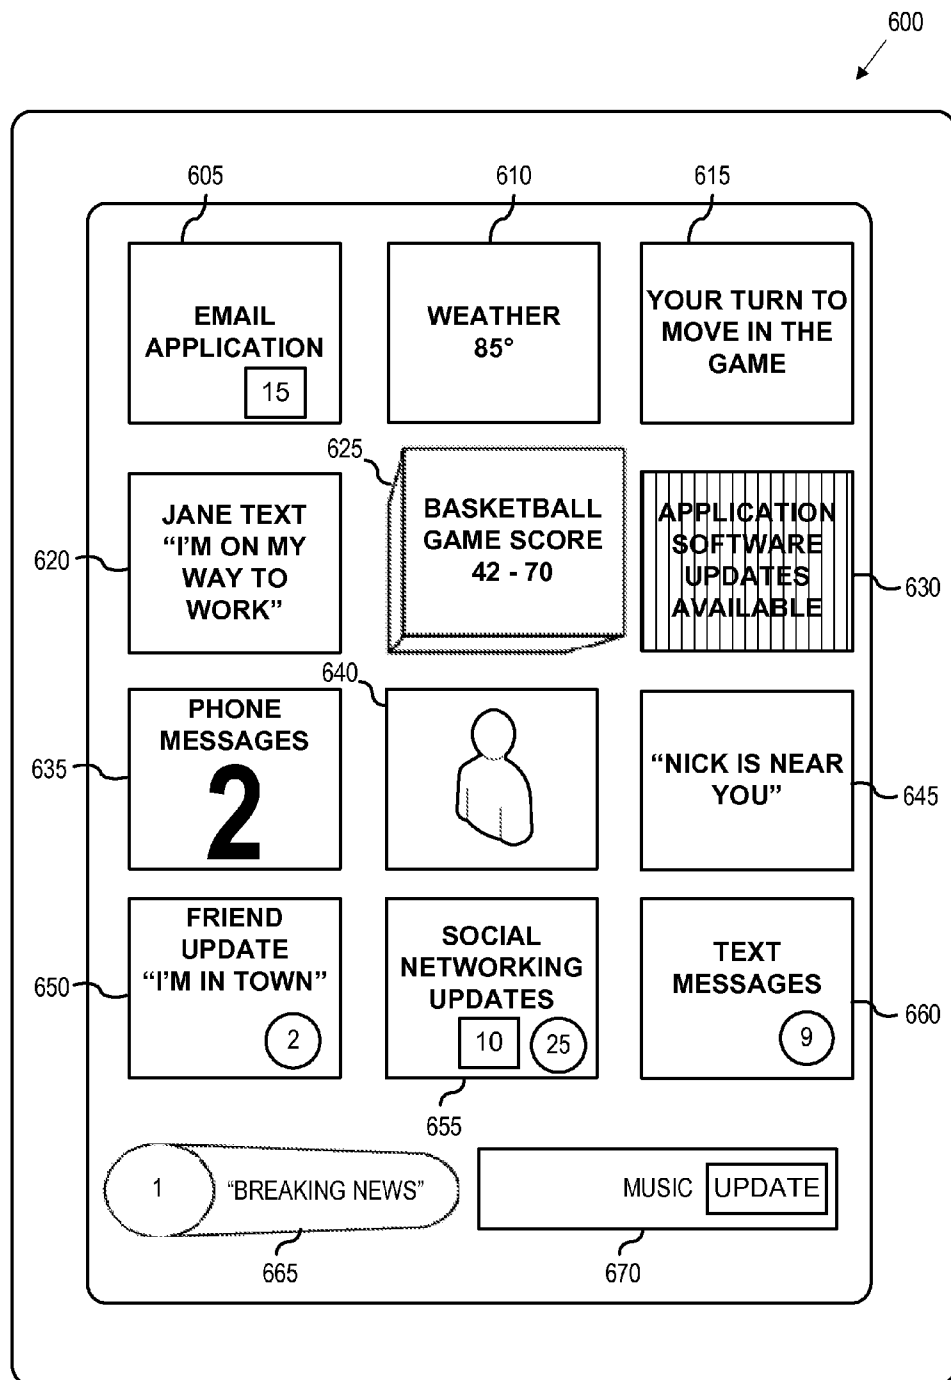 600
605
610
615
EMAIL
APPLICATION
15
WEATHER
85°
YOUR TURN TO
MOVE IN THE
GAME
620
JANE TEXT
“I’M ON MY
WAY TO
WORK”
625
BASKETBALL
GAME SCORE
42 - 70
APPLICATION
SOFTWARE
UPDATES
AVAILABLE
630
635
PHONE
MESSAGES
2
640
“NICK IS NEAR
YOU”
645
650
FRIEND
UPDATE
“I’M IN TOWN”
2
SOCIAL
NETWORKING
UPDATES
10
25
655
TEXT
MESSAGES
9
660
1
“BREAKING NEWS”
665
MUSIC
UPDATE
670